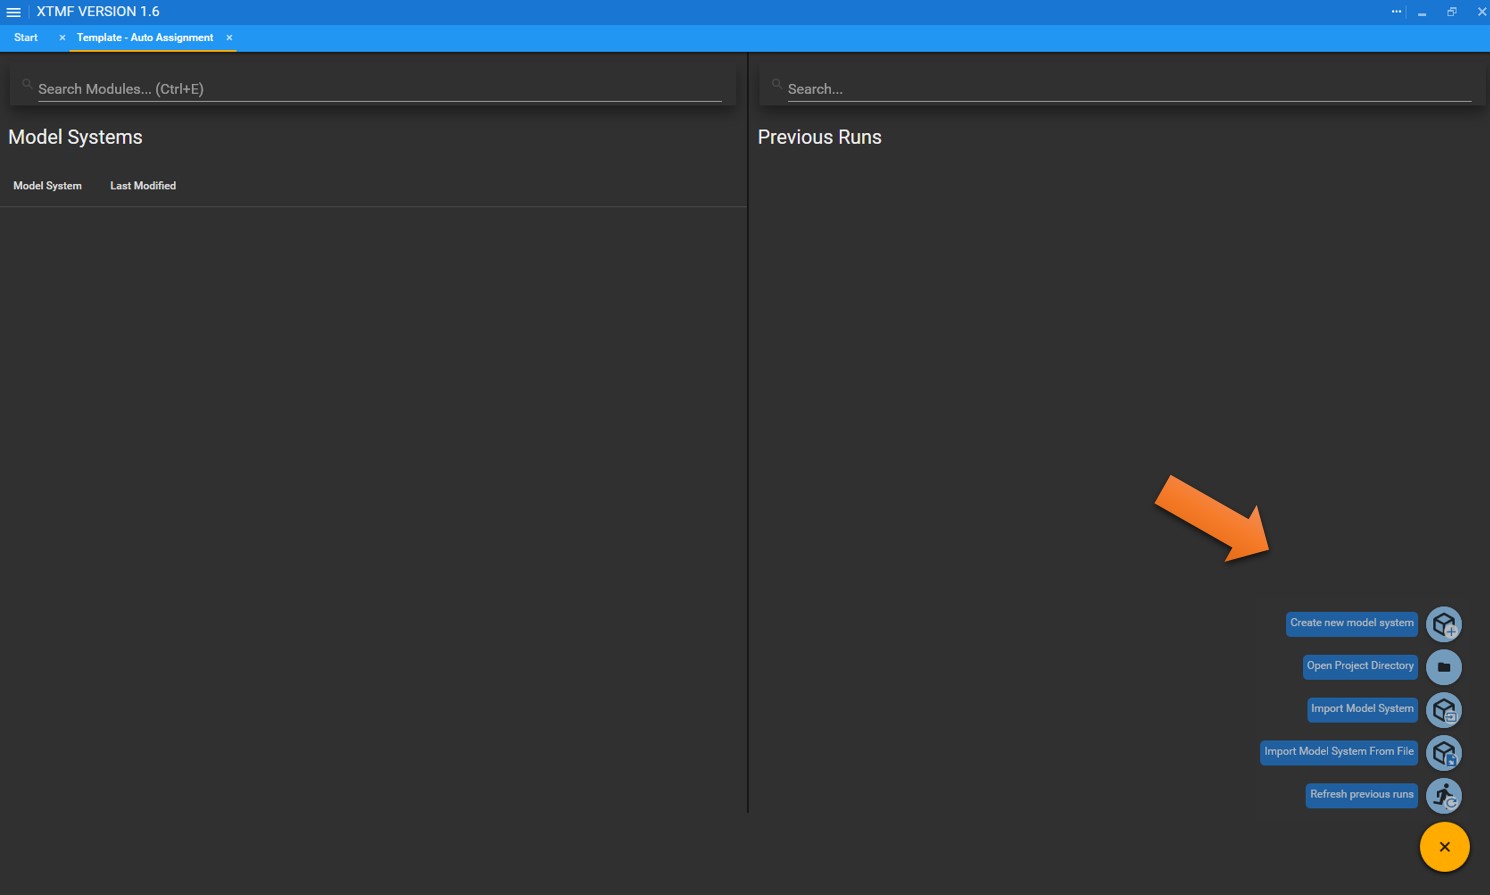 XTMF VERSION 1.6
Start
Template - Auto Assignment
Search Modules... (Ctrl+E)
Search...
Model Systems
Previous Runs
Model System Last Modified
Create new model system
Open Project Directory
Import Model System
Import Model System From File
Refresh previous runs